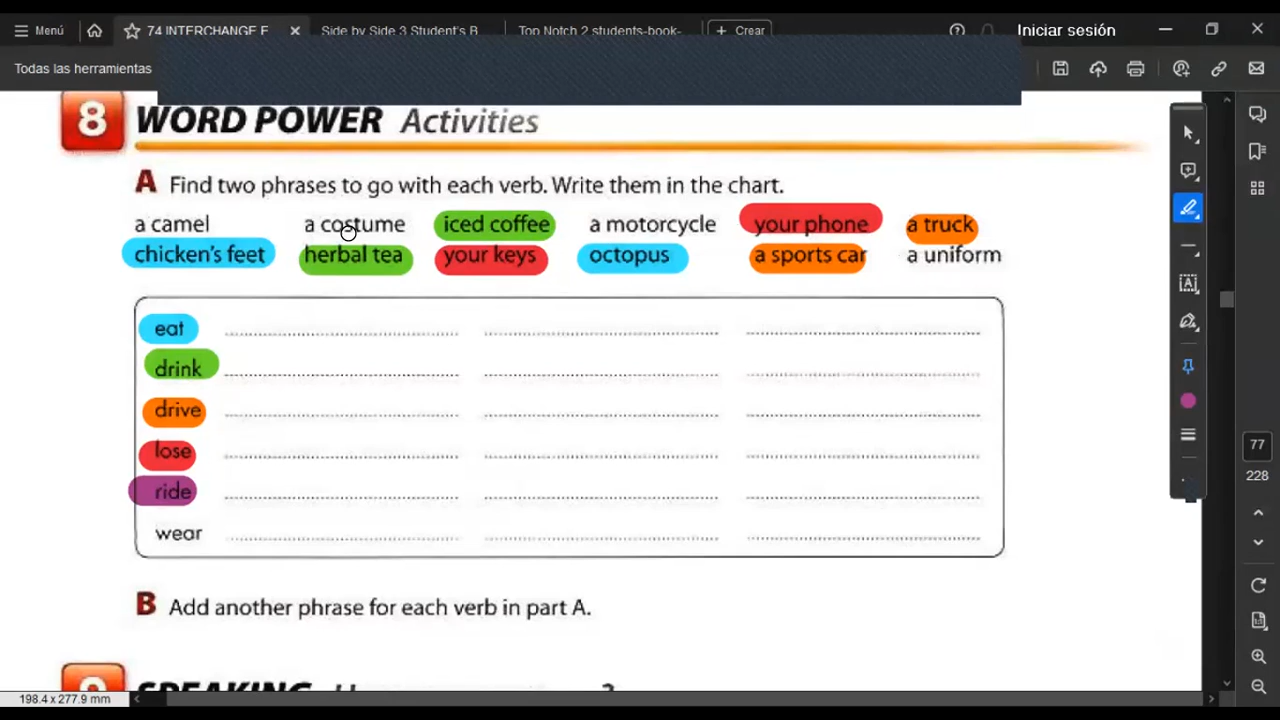 Menú
74 INTERCHANGE F
Side by Side 3 Student's B
Top Notch 2 students-book-
Crear
Iniciar sesión
Todas las herramientas
8 WORD POWER Activities
A Find two phrases to go with each verb. Write them in the chart.
a camel a costume iced coffee a motorcycle your phone a truck
chicken's feet herbal tea your keys octopus a sports car a uniform
eat
drink
drive
lose
ride
wear
B Add another phrase for each verb in part A.
77
228
198.4 x 277.9 mm